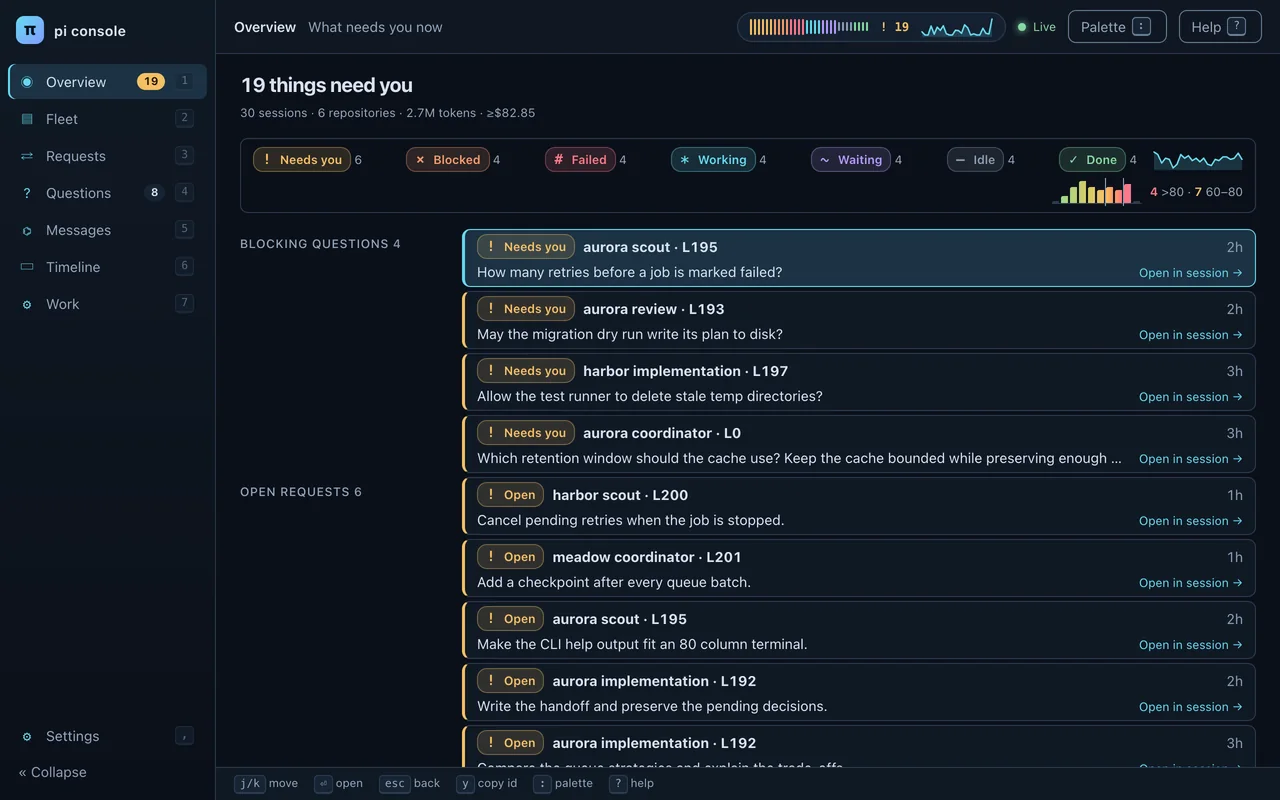 π pi console
Overview What needs you now
! 19
Live
Palette :
Help ?
Overview 19 1
Fleet 2
Requests 3
? Questions 8 4
Messages 5
Timeline 6
Work 7
Settings ,
« Collapse
19 things need you
30 sessions · 6 repositories · 2.7M tokens · ≥$82.85
! Needs you 6
× Blocked 4
# Failed 4
∗ Working 4
~ Waiting 4
– Idle 4
✓ Done 4
4 >80 · 7 60–80
BLOCKING QUESTIONS 4
! Needs you aurora scout · L195 2h
How many retries before a job is marked failed? Open in session →
! Needs you aurora review · L193 2h
May the migration dry run write its plan to disk? Open in session →
! Needs you harbor implementation · L197 3h
Allow the test runner to delete stale temp directories? Open in session →
! Needs you aurora coordinator · L0 3h
Which retention window should the cache use? Keep the cache bounded while preserving enough … Open in session →
OPEN REQUESTS 6
! Open harbor scout · L200 1h
Cancel pending retries when the job is stopped. Open in session →
! Open meadow coordinator · L201 1h
Add a checkpoint after every queue batch. Open in session →
! Open aurora scout · L195 2h
Make the CLI help output fit an 80 column terminal. Open in session →
! Open aurora implementation · L192 2h
Write the handoff and preserve the pending decisions. Open in session →
! Open aurora implementation · L192 3h
Compare the queue strategies and explain the trade-offs
j/k move ⏎ open esc back y copy id : palette ? help